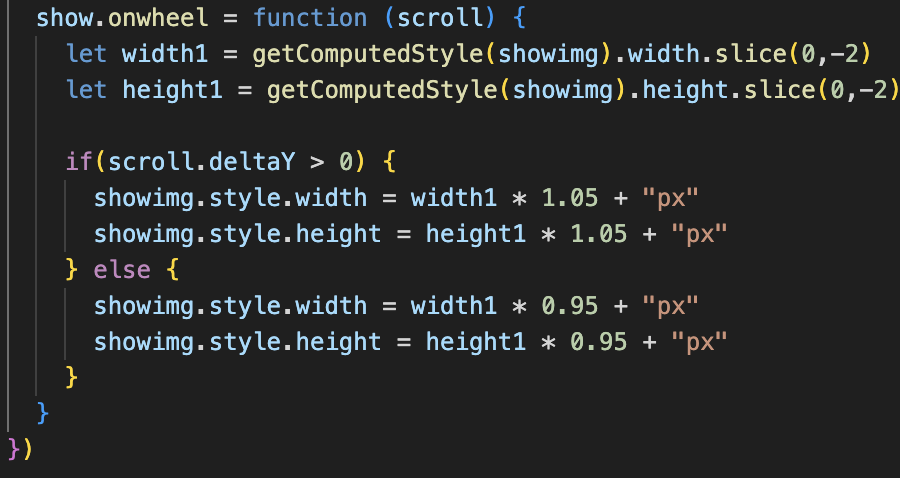 show.onwheel = function (scroll) {
let width1 = getComputedStyle(showimg).width.slice(0,-2)
let height1 = getComputedStyle(showimg).height.slice(0,-2)
if(scroll.deltaY > 0) {
showimg.style.width = width1 * 1.05 + "px"
showimg.style.height = height1 * 1.05 + "px"
} else {
showimg.style.width = width1 * 0.95 + "px"
showimg.style.height = height1 * 0.95 + "px"
}
}
})